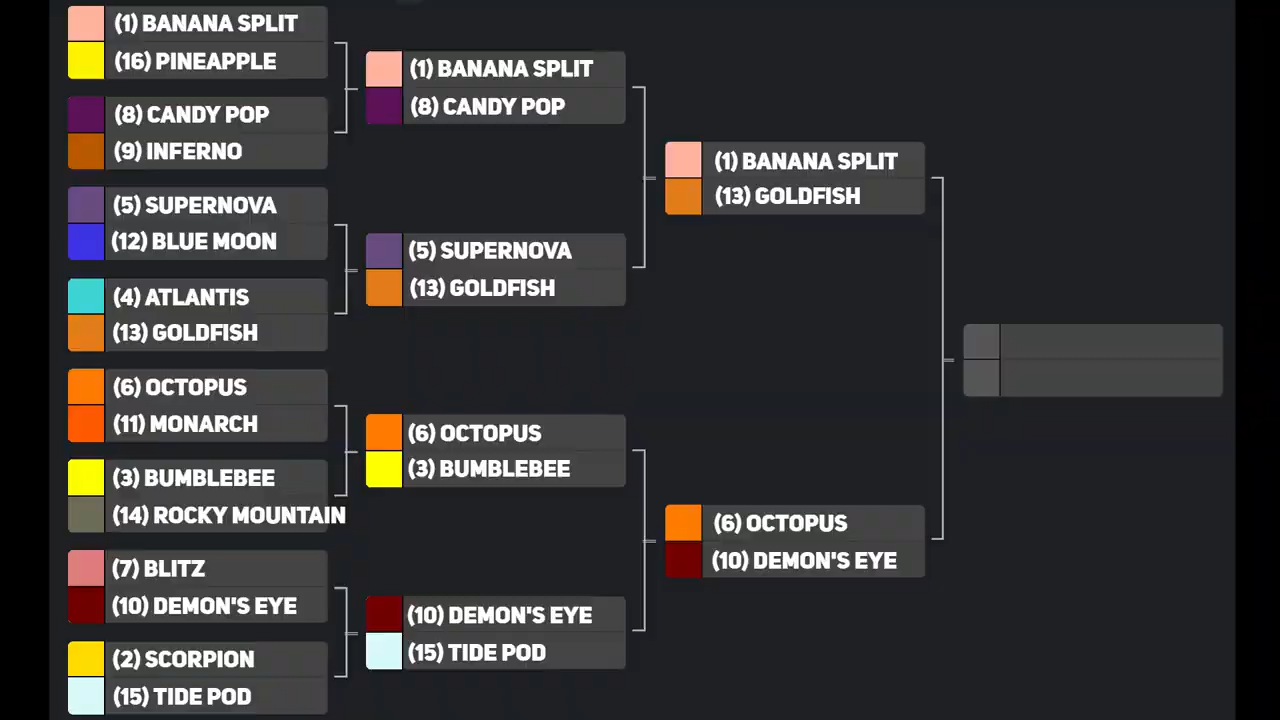 (1) BANANA SPLIT
(16) PINEAPPLE
(8) CANDY POP
(9) INFERNO
(5) SUPERNOVA
(12) BLUE MOON
(4) ATLANTIS
(13) GOLDFISH
(6) OCTOPUS
(11) MONARCH
(3) BUMBLEBEE
(14) ROCKY MOUNTAIN
(7) BLITZ
(10) DEMON'S EYE
(2) SCORPION
(15) TIDE POD
(1) BANANA SPLIT
(8) CANDY POP
(5) SUPERNOVA
(13) GOLDFISH
(6) OCTOPUS
(3) BUMBLEBEE
(10) DEMON'S EYE
(15) TIDE POD
(1) BANANA SPLIT
(13) GOLDFISH
(6) OCTOPUS
(10) DEMON'S EYE